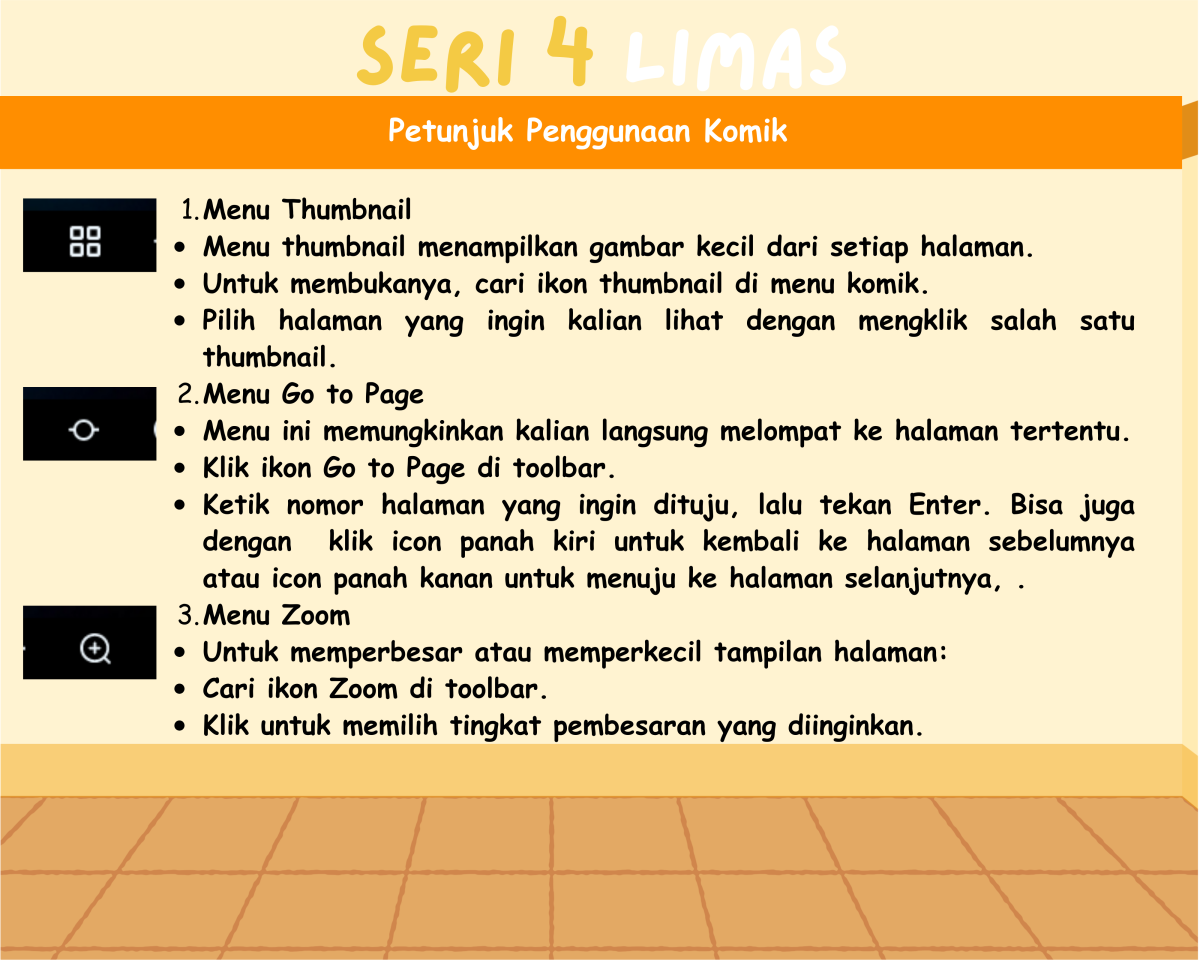 SERI 4 LIMAS
Petunjuk Penggunaan Komik
1. Menu Thumbnail
• Menu thumbnail menampilkan gambar kecil dari setiap halaman.
• Untuk membukanya, cari ikon thumbnail di menu komik.
• Pilih halaman yang ingin kalian lihat dengan mengklik salah satu
thumbnail.
2. Menu Go to Page
• Menu ini memungkinkan kalian langsung melompat ke halaman tertentu.
• Klik ikon Go to Page di toolbar.
• Ketik nomor halaman yang ingin dituju, lalu tekan Enter. Bisa juga
dengan klik icon panah kiri untuk kembali ke halaman sebelumnya
atau icon panah kanan untuk menuju ke halaman selanjutnya, .
3. Menu Zoom
• Untuk memperbesar atau memperkecil tampilan halaman:
• Cari ikon Zoom di toolbar.
• Klik untuk memilih tingkat pembesaran yang diinginkan.